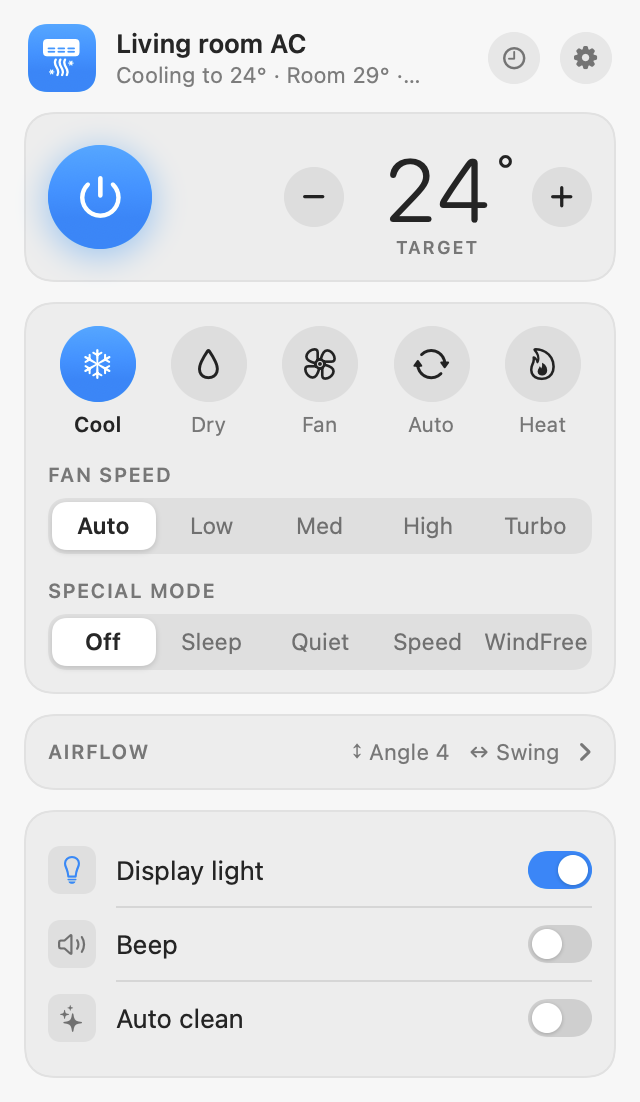 Living room AC
Cooling to 24° · Room 29° ·...
24°
TARGET
Cool Dry Fan Auto Heat
FAN SPEED
Auto Low Med High Turbo
SPECIAL MODE
Off Sleep Quiet Speed WindFree
AIRFLOW ↕ Angle 4 ↔ Swing
Display light
Beep
Auto clean